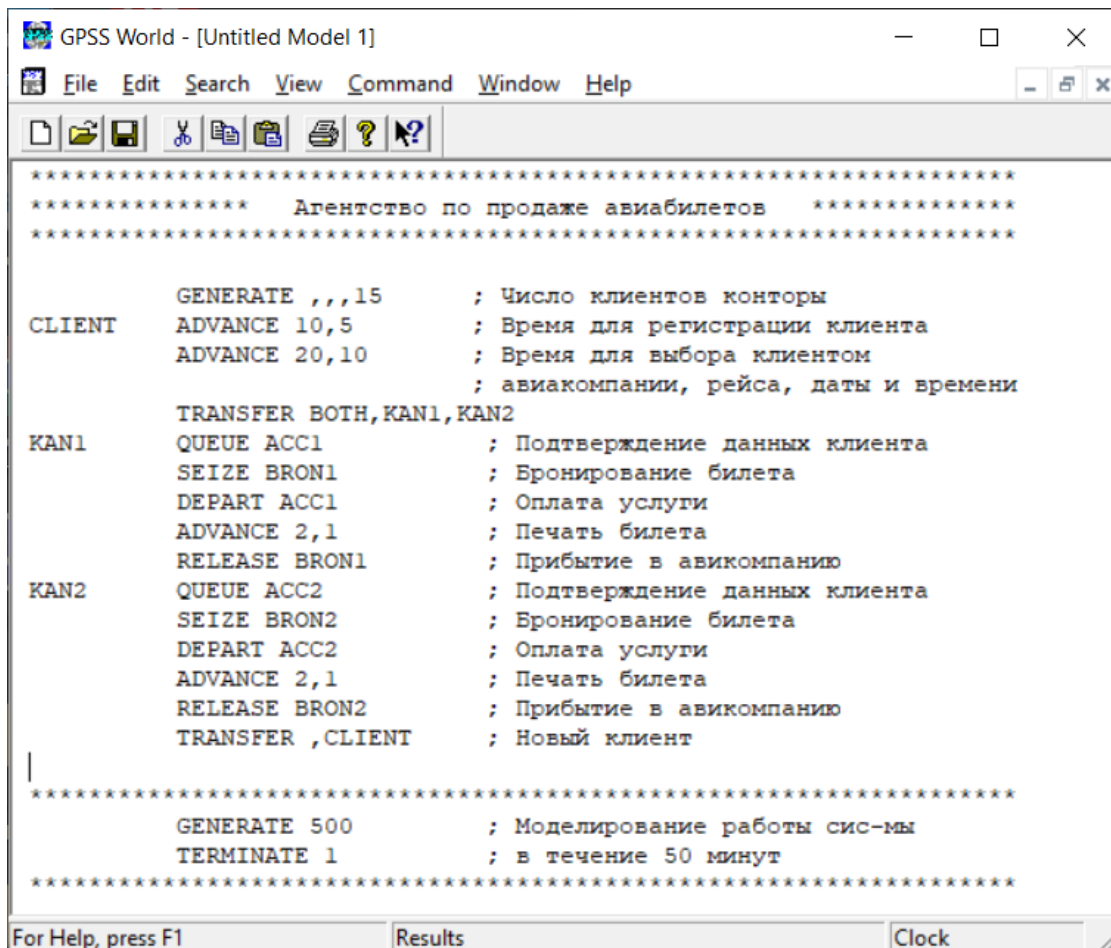 GPSS World - [Untitled Model 1]
File Edit Search View Command Window Help
*******************************************************************
*************** Агентство по продаже авиабилетов **************
*******************************************************************
GENERATE ,,,15 ; Число клиентов конторы
CLIENT ADVANCE 10,5 ; Время для регистрации клиента
ADVANCE 20,10 ; Время для выбора клиентом
; авиакомпании, рейса, даты и времени
TRANSFER BOTH,KAN1,KAN2
KAN1 QUEUE ACC1 ; Подтверждение данных клиента
SEIZE BRON1 ; Бронирование билета
DEPART ACC1 ; Оплата услуги
ADVANCE 2,1 ; Печать билета
RELEASE BRON1 ; Прибытие в авикомпанию
KAN2 QUEUE ACC2 ; Подтверждение данных клиента
SEIZE BRON2 ; Бронирование билета
DEPART ACC2 ; Оплата услуги
ADVANCE 2,1 ; Печать билета
RELEASE BRON2 ; Прибытие в авикомпанию
TRANSFER ,CLIENT ; Новый клиент
*******************************************************************
GENERATE 500 ; Моделирование работы сис-мы
TERMINATE 1 ; в течение 50 минут
*******************************************************************
For Help, press F1 Results Clock